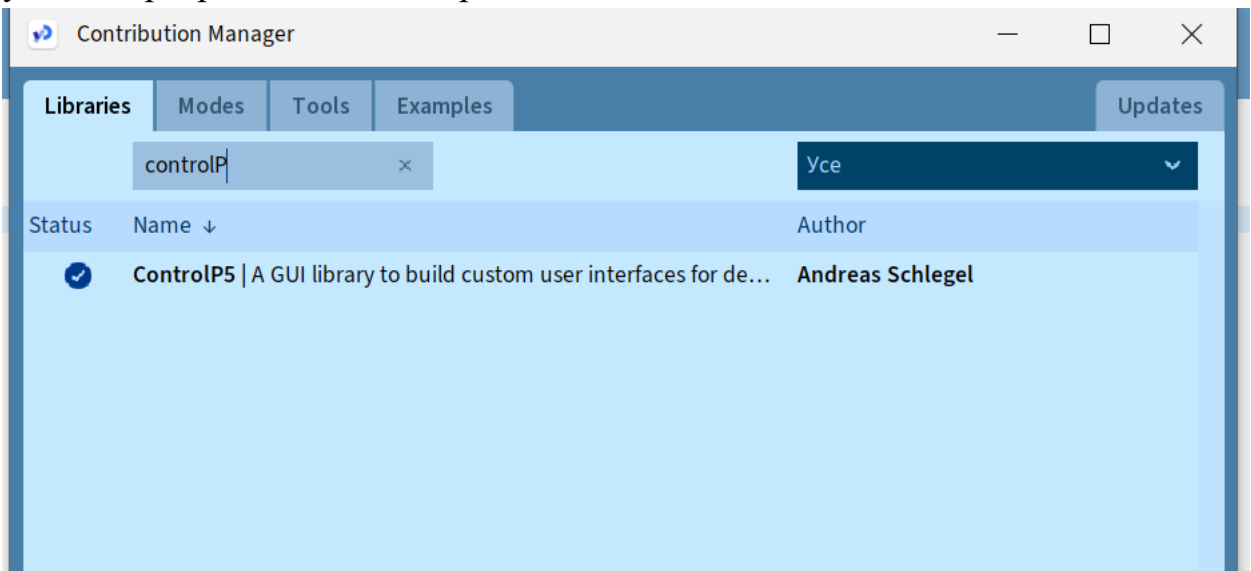 Contribution Manager
Libraries Modes Tools Examples Updates
controlP × Усе
Status Name ↓ Author
ControlP5 | A GUI library to build custom user interfaces for de... Andreas Schlegel